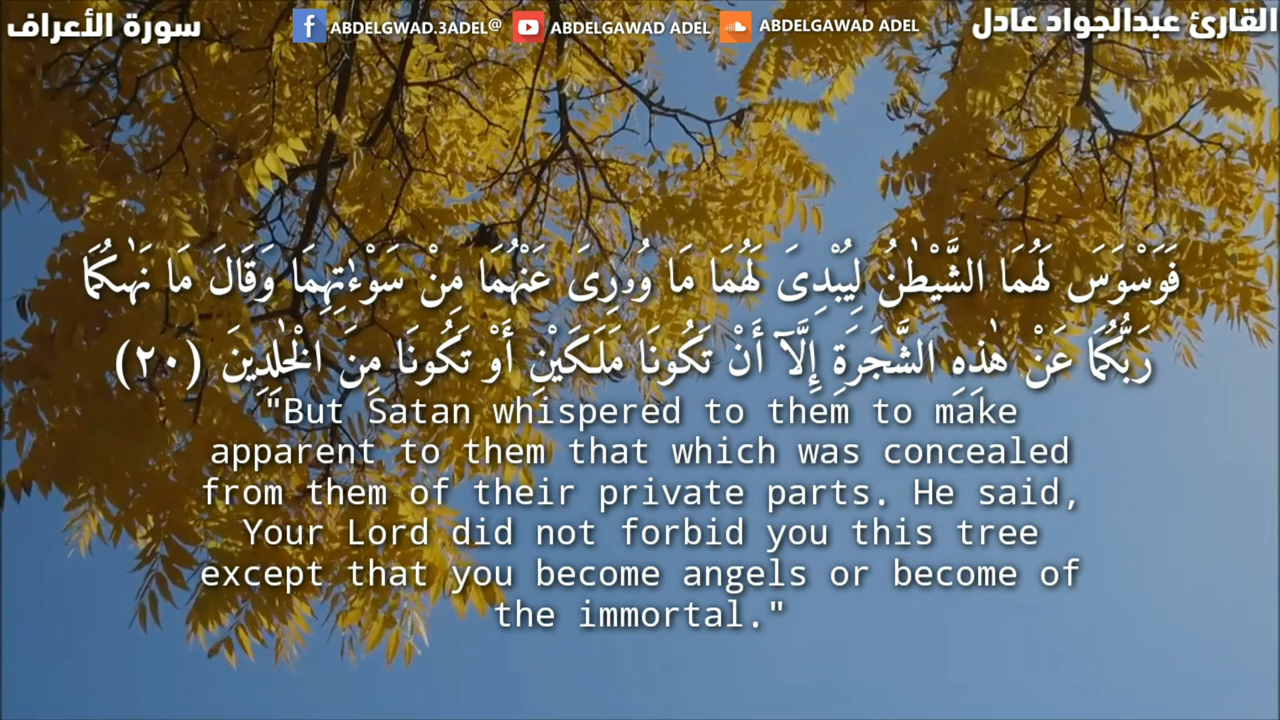 سورة الأعراف
ABDELGWAD.3ADEL@
ABDELGAWAD ADEL
ABDELGAWAD ADEL
القارئ عبدالجواد عادل
فَوَسْوَسَ لَهُمَا الشَّيْطٰنُ لِيُبْدِىَ لَهُمَا مَا وُۥرِىَ عَنْهُمَا مِنْ سَوْءٰتِهِمَا وَقَالَ مَا نَهٰىكُمَا
رَبُّكُمَا عَنْ هٰذِهِ الشَّجَرَةِ إِلَّآ أَنْ تَكُونَا مَلَكَيْنِ أَوْ تَكُونَا مِنَ الْخٰلِدِينَ (٢٠)
"But Satan whispered to them to make
apparent to them that which was concealed
from them of their private parts. He said,
Your Lord did not forbid you this tree
except that you become angels or become of
the immortal."